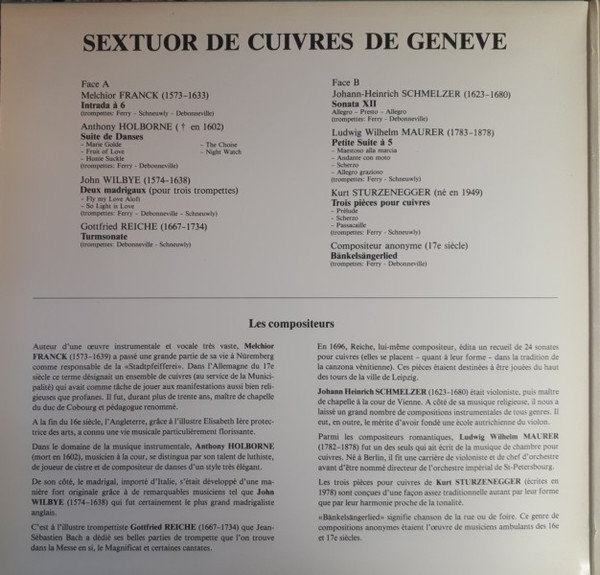 SEXTUOR DE CUIVRES DE GENEVE
Face A
Melchior FRANCK (1573–1633)
Intrada à 6
(trompettes: Ferry – Schneuwly – Debonneville)
Anthony HOLBORNE († en 1602)
Suite de Danses
– Marie Golde
– The Choise
– Fruit of Love
– Night Watch
– Honie Suckle
(trompettes: Ferry – Debonneville)
John WILBYE (1574–1638)
Deux madrigaux (pour trois trompettes)
– Fly my Love Aloft
– So Light is Love
(trompettes: Ferry – Debonneville – Schneuwly)
Gottfried REICHE (1667–1734)
Turmsonate
(trompettes: Debonneville – Schneuwly)
Face B
Johann-Heinrich SCHMELZER (1623–1680)
Sonata XII
Allegro – Presto – Allegro
(trompettes: Ferry – Debonneville)
Ludwig Wilhelm MAURER (1783–1878)
Petite Suite à 5
– Maestoso alla marcia
– Andante con moto
– Scherzo
– Allegro grazioso
(trompettes: Ferry – Schneuwly)
Kurt STURZENEGGER (né en 1949)
Trois pièces pour cuivres
– Prélude
– Scherzo
– Passacaille
(trompettes: Ferry – Schneuwly)
Compositeur anonyme (17e siècle)
Bänkelsängerlied
(trompettes: Ferry – Debonneville)
Les compositeurs
Auteur d'une œuvre instrumentale et vocale très vaste, Melchior
FRANCK (1573–1639) a passé une grande partie de sa vie à Nüremberg
comme responsable de la «Stadtpfeifferei». Dans l'Allemagne du 17e
siècle ce terme désignait un ensemble de cuivres (au service de la Munici-
palité) qui avait comme tâche de jouer aux manifestations aussi bien reli-
gieuses que profanes. Il fut, durant plus de trente ans, maître de chapelle
du duc de Cobourg et pédagogue renommé.
A la fin du 16e siècle, l'Angleterre, grâce à l'illustre Elisabeth Ière protec-
trice des arts, a connu une vie musicale particulièrement florissante.
Dans le domaine de la musique instrumentale, Anthony HOLBORNE
(mort en 1602), musicien à la cour, se distingua par son talent de luthiste,
de joueur de cistre et de compositeur de danses d'un style très élégant.
De son côté, le madrigal, importé d'Italie, s'était développé d'une ma-
nière fort originale grâce à de remarquables musiciens tel que John
WILBYE (1574–1638) qui fut certainement le plus grand madrigaliste
anglais.
C'est à l'illustre trompettiste Gottfried REICHE (1667–1734) que Jean-
Sébastien Bach a dédié ses belles parties de trompette que l'on trouve
dans la Messe en si, le Magnificat et certaines cantates.
En 1696, Reiche, lui-même compositeur, édita un recueil de 24 sonates
pour cuivres (elles se placent – quant à leur forme – dans la tradition de
la canzona vénitienne). Ces pièces étaient destinées à être jouées du haut
des tours de la ville de Leipzig.
Johann Heinrich SCHMELZER (1623–1680) était violoniste, puis maître
de chapelle à la cour de Vienne. A côté de sa musique religieuse, il nous a
laissé un grand nombre de compositions instrumentales de tous genres. Il
eut, en outre, le mérite d'avoir fondé une école autrichienne du violon.
Parmi les compositeurs romantiques, Ludwig Wilhelm MAURER
(1782–1878) fut un des seuls qui ait écrit de la musique de chambre pour
cuivres. Né à Berlin, il fit une carrière de violoniste et de chef d'orchestre
avant d'être nommé directeur de l'orchestre impérial de St-Petersbourg.
Les trois pièces pour cuivres de Kurt STURZENEGGER (écrites en
1978) sont conçues d'une façon assez traditionnelle autant par leur forme
que par leur harmonie proche de la tonalité.
«Bänkelsängerlied» signifie chanson de la rue ou de foire. Ce genre de
compositions anonymes étaient l'œuvre de musiciens ambulants des 16e
et 17e siècles.